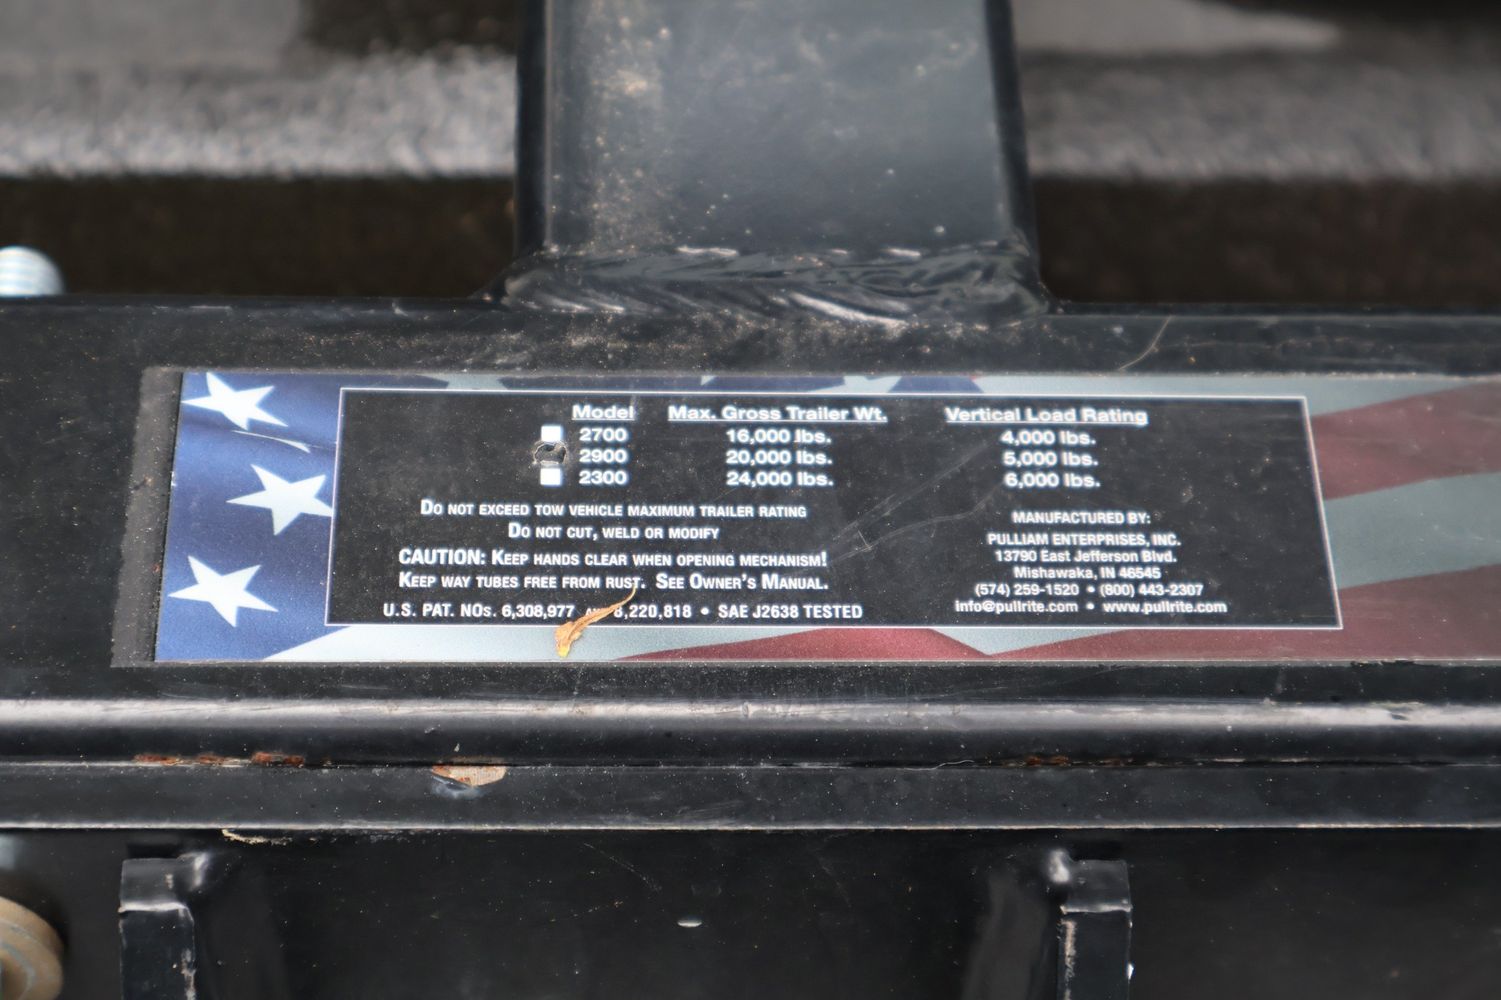 Model Max. Gross Trailer Wt. Vertical Load Rating
2700 16,000 lbs. 4,000 lbs.
2900 20,000 lbs. 5,000 lbs.
2300 24,000 lbs. 6,000 lbs.
DO NOT EXCEED TOW VEHICLE MAXIMUM TRAILER RATING
DO NOT CUT, WELD OR MODIFY
CAUTION: KEEP HANDS CLEAR WHEN OPENING MECHANISM!
KEEP WAY TUBES FREE FROM RUST. SEE OWNER'S MANUAL.
U.S. PAT. NOs. 6,308,977 AND 8,220,818 • SAE J2638 TESTED
MANUFACTURED BY:
PULLIAM ENTERPRISES, INC.
13790 East Jefferson Blvd.
Mishawaka, IN 46545
(574) 259-1520 • (800) 443-2307
info@pullrite.com • www.pullrite.com